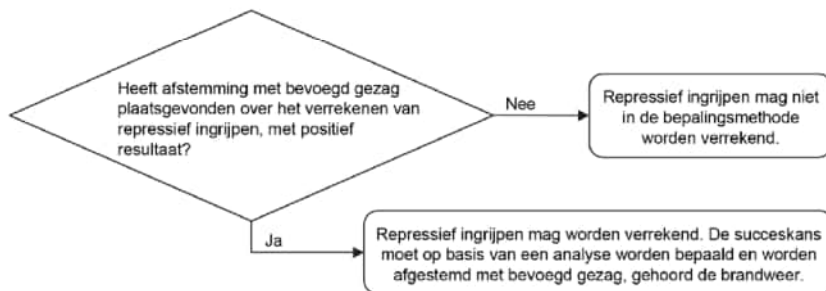 Heeft afstemming met bevoegd gezag
plaatsgevonden over het verrekenen van
repressief ingrijpen, met positief
resultaat?
Nee
Repressief ingrijpen mag niet
in de bepalingsmethode
worden verrekend.
Ja
Repressief ingrijpen mag worden verrekend. De succeskans
moet op basis van een analyse worden bepaald en worden
afgestemd met bevoegd gezag, gehoord de brandweer.